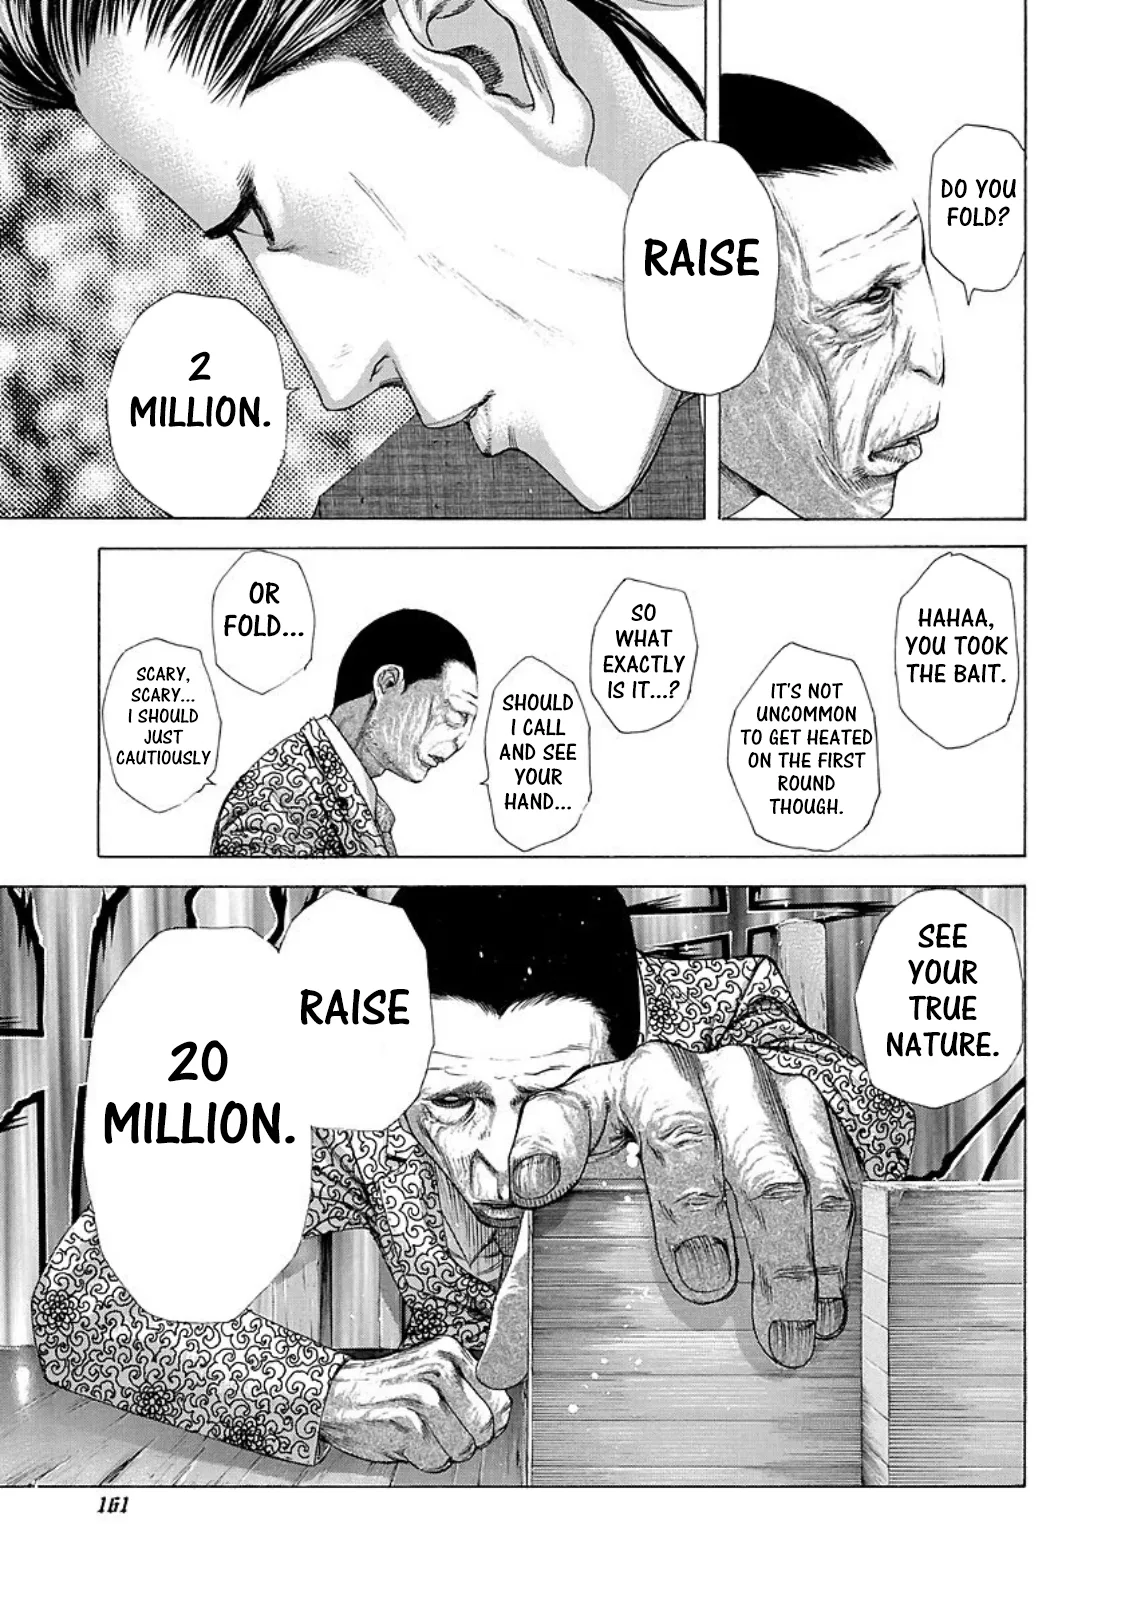 DO YOU
FOLD?
RAISE
2
MILLION.
HAHAA,
YOU TOOK
THE BAIT.
IT'S NOT
UNCOMMON
TO GET HEATED
ON THE FIRST
ROUND
THOUGH.
SO
WHAT
EXACTLY
IS IT...?
SHOULD
I CALL
AND SEE
YOUR
HAND...
OR
FOLD...
SCARY,
SCARY...
I SHOULD
JUST
CAUTIOUSLY
SEE
YOUR
TRUE
NATURE.
RAISE
20
MILLION.
161